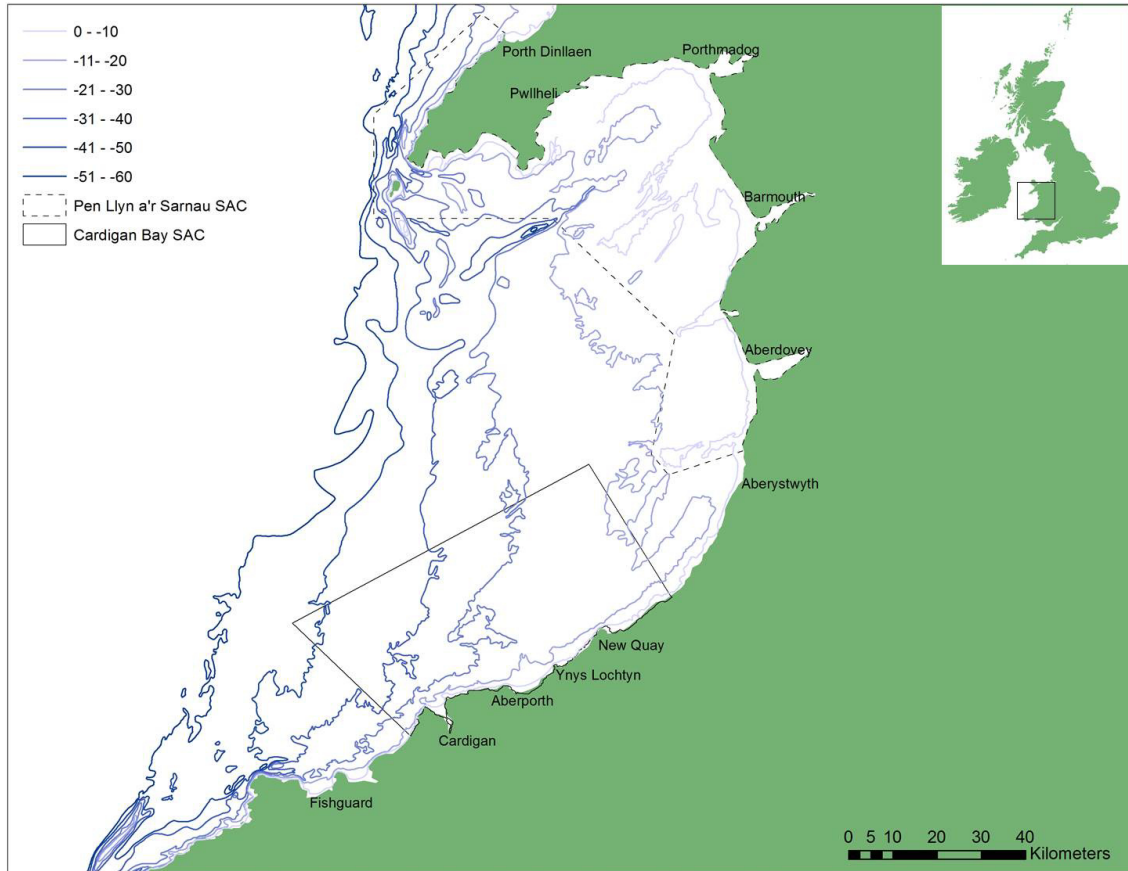 0 - -10
-11- -20
-21 - -30
-31 - -40
-41 - -50
-51 - -60
Pen Llyn a'r Sarnau SAC
Cardigan Bay SAC
Porth Dinllaen
Porthmadog
Pwllheli
Barmouth
Aberdovey
Aberystwyth
New Quay
Ynys Lochtyn
Aberporth
Cardigan
Fishguard
0 5 10 20 30 40
Kilometers